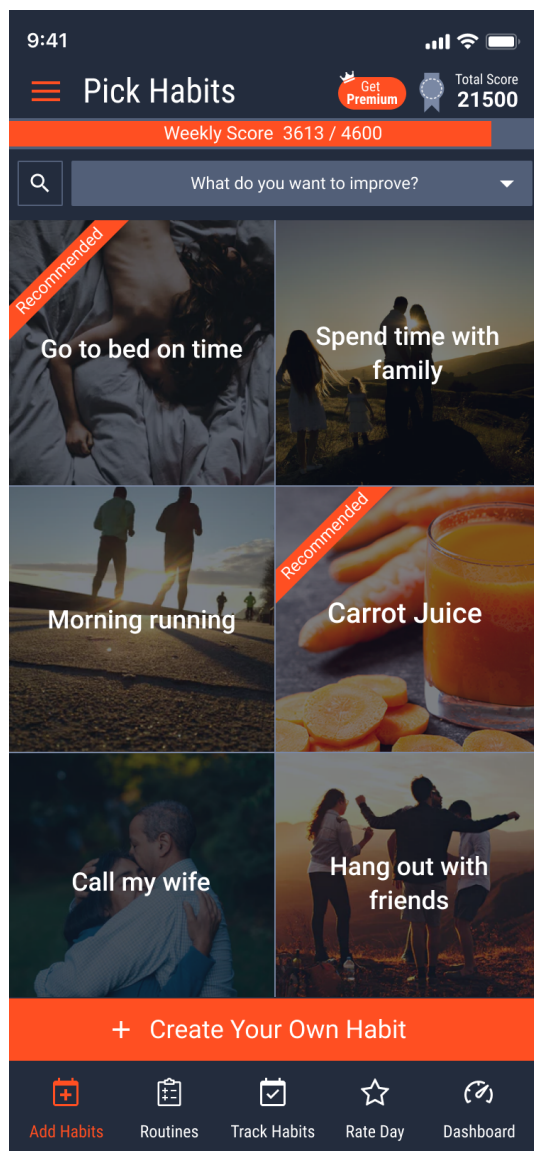 9:41
Pick Habits
Get
Premium
Total Score
21500
Weekly Score 3613 / 4600
What do you want to improve?
Recommended
Go to bed on time
Spend time with
family
Morning running
Recommended
Carrot Juice
Call my wife
Hang out with
friends
+ Create Your Own Habit
Add Habits
Routines
Track Habits
Rate Day
Dashboard